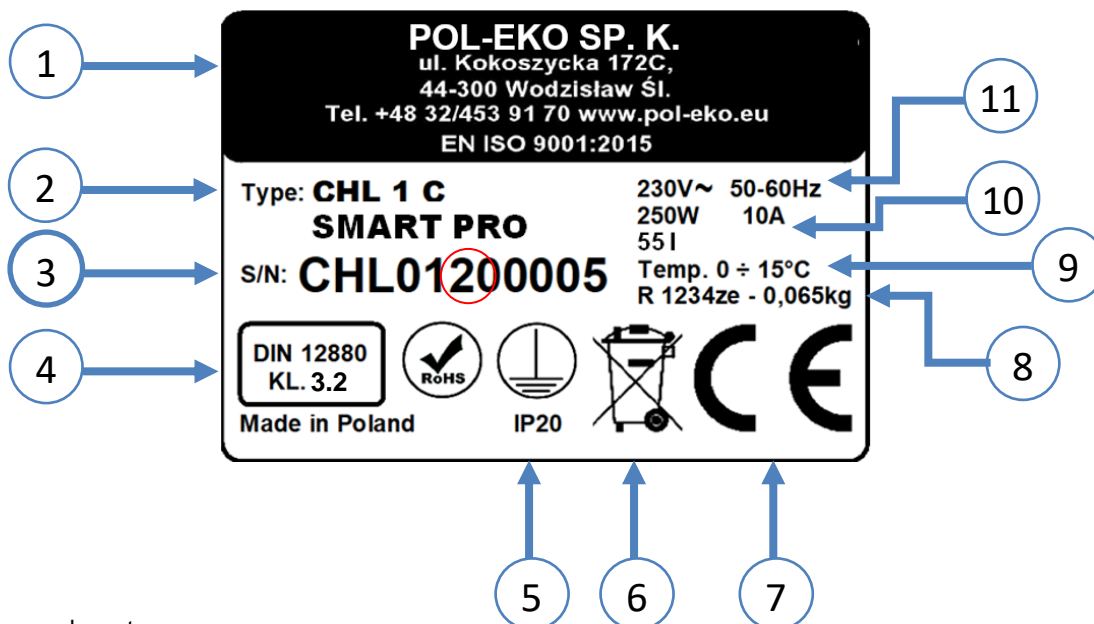 POL-EKO SP. K.
ul. Kokoszycka 172C,
44-300 Wodzisław Śl.
Tel. +48 32/453 91 70 www.pol-eko.eu
EN ISO 9001:2015
Type: CHL 1 C
SMART PRO
S/N: CHL01200005
230V~ 50-60Hz
250W 10A
55 l
Temp. 0 ÷ 15°C
R 1234ze - 0,065kg
DIN 12880
KL. 3.2
RoHS
IP20
CE
Made in Poland
1
2
3
4
5
6
7
8
9
10
11